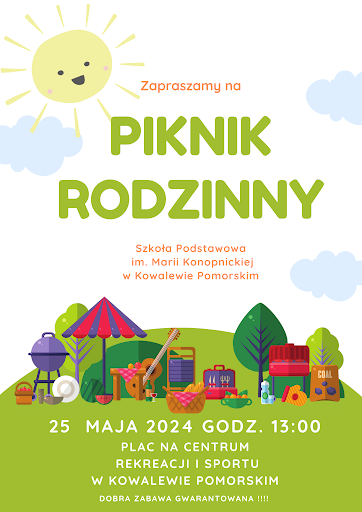 Zapraszamy na
PIKNIK
RODZINNY
Szkoła Podstawowa
im. Marii Konopnickiej
w Kowalewie Pomorskim
COAL
25 MAJA 2024 GODZ. 13:00
PLAC NA CENTRUM
REKREACJI I SPORTU
W KOWALEWIE POMORSKIM
DOBRA ZABAWA GWARANTOWANA !!!!